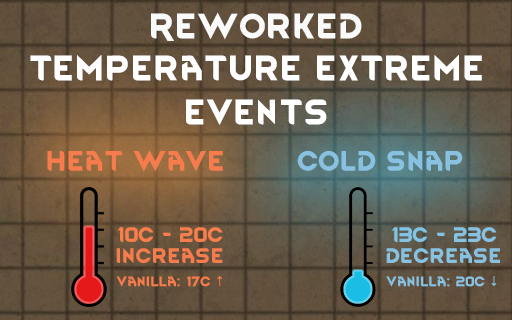 REWORKED
TEMPERATURE EXTREME
EVENTS
HEAT WAVE
COLD SNAP
10C - 20C
INCREASE
VANILLA: 17C ↑
13C - 23C
DECREASE
VANILLA: 20C ↓